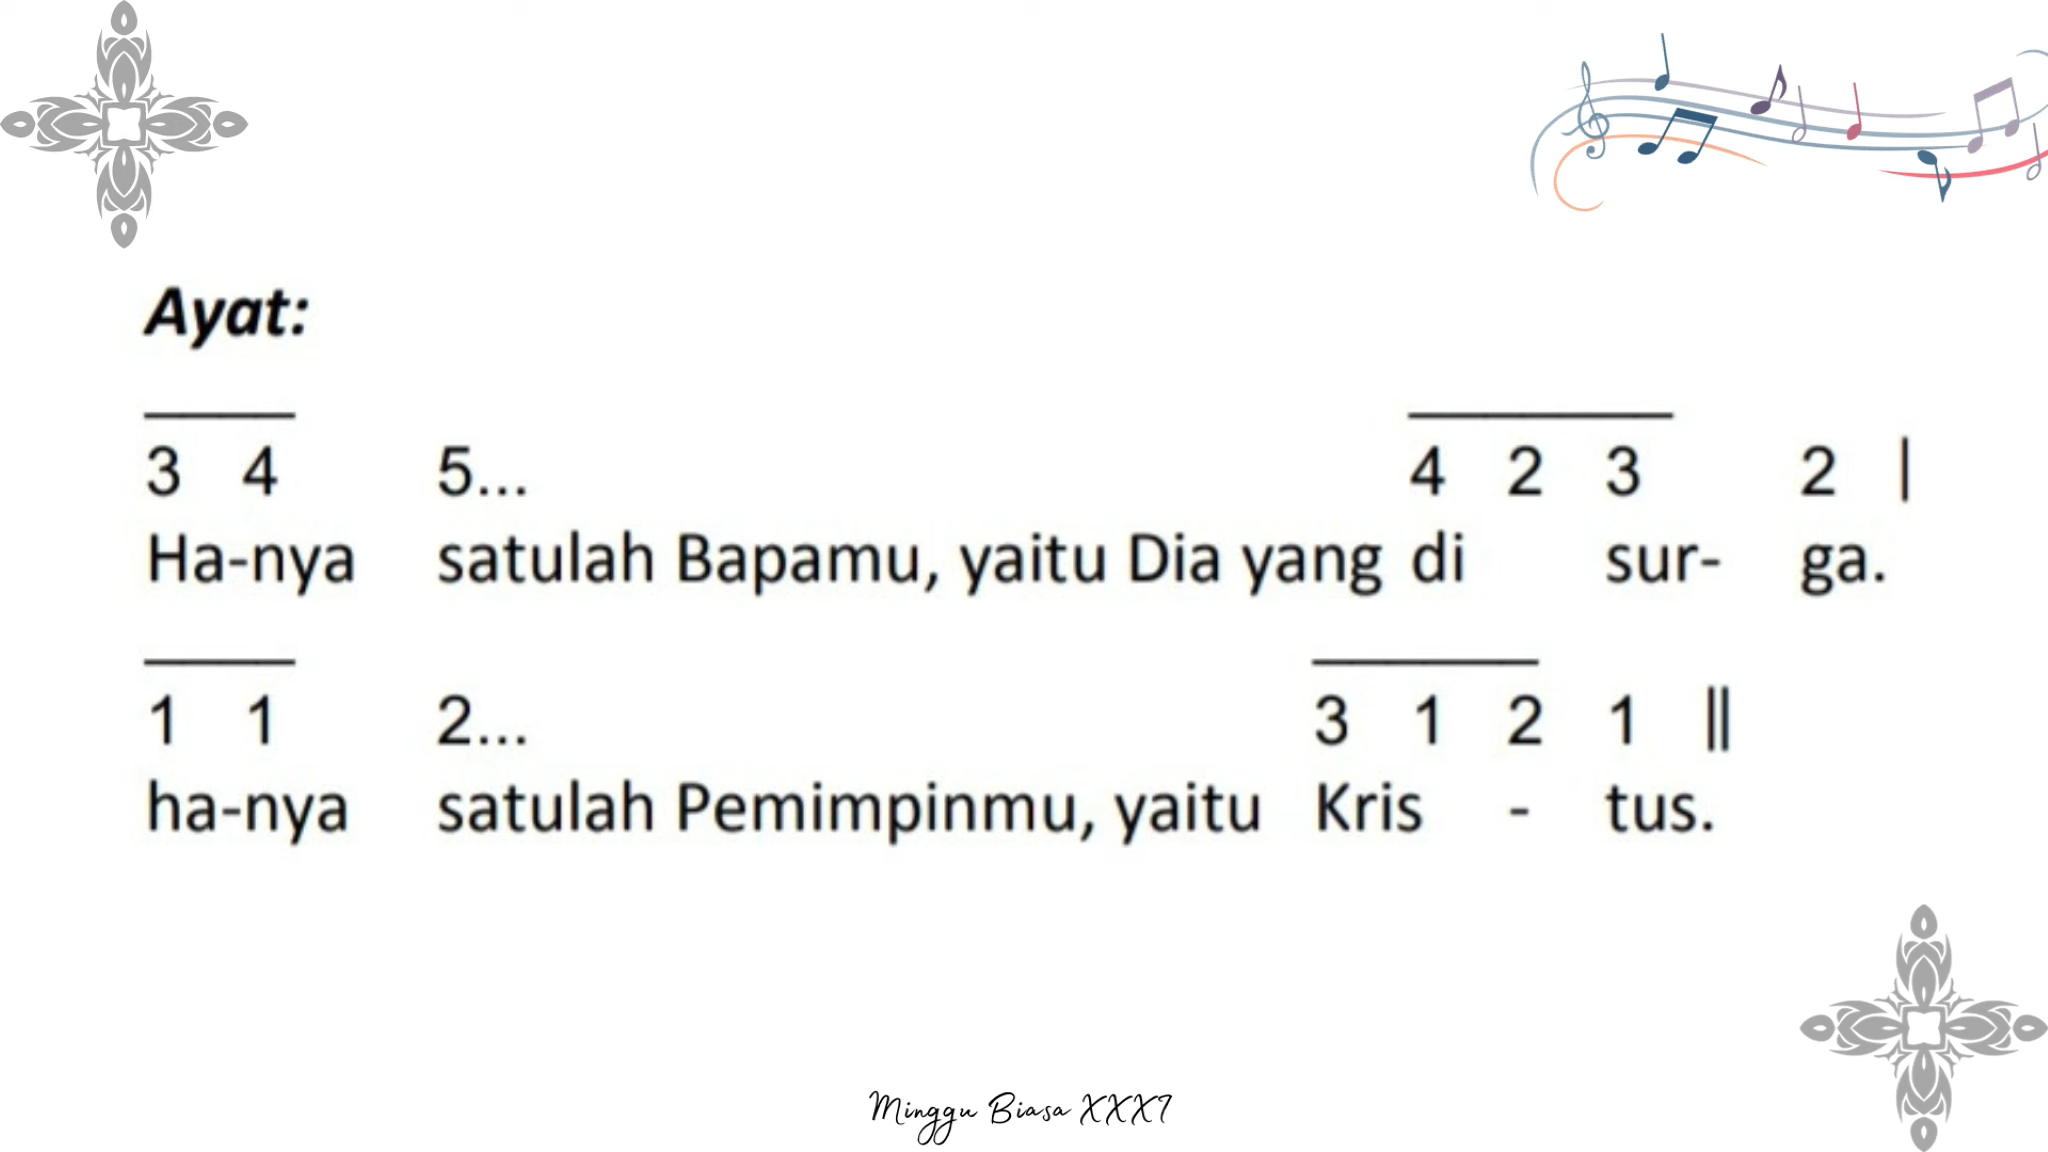 Ayat:
3 4 5... 4 2 3 2 |
Ha-nya satulah Bapamu, yaitu Dia yang di sur- ga.
1 1 2... 3 1 2 1 ||
ha-nya satulah Pemimpinmu, yaitu Kris - tus.
Minggu Biasa XXXI